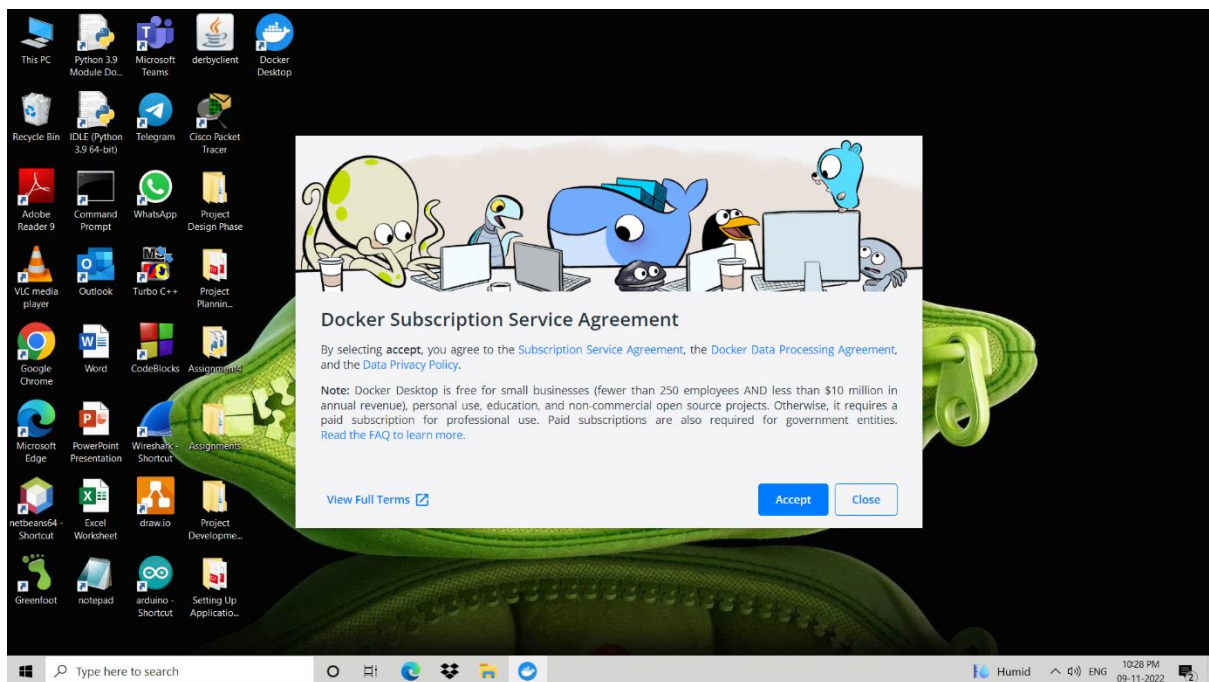 This PC
Python 3.9
Module Do...
Microsoft
Teams
derbyclient
Docker
Desktop
Recycle Bin
IDLE (Python
3.9 64-bit)
Telegram
Cisco Packet
Tracer
Adobe
Reader 9
Command
Prompt
WhatsApp
Project
Design Phase
VLC media
player
Outlook
Turbo C++
Project
Plannin...
Google
Chrome
Word
CodeBlocks
Assignment4
Microsoft
Edge
PowerPoint
Presentation
Wireshark -
Shortcut
Assignments
netbeans64 -
Shortcut
Excel
Worksheet
draw.io
Project
Developme...
Greenfoot
notepad
arduino -
Shortcut
Setting Up
Applicatio...
Docker Subscription Service Agreement
By selecting accept, you agree to the Subscription Service Agreement, the Docker Data Processing Agreement,
and the Data Privacy Policy.
Note: Docker Desktop is free for small businesses (fewer than 250 employees AND less than $10 million in
annual revenue), personal use, education, and non-commercial open source projects. Otherwise, it requires a
paid subscription for professional use. Paid subscriptions are also required for government entities.
Read the FAQ to learn more.
View Full Terms
Accept
Close
Type here to search
Humid
ENG
10:28 PM
09-11-2022
2